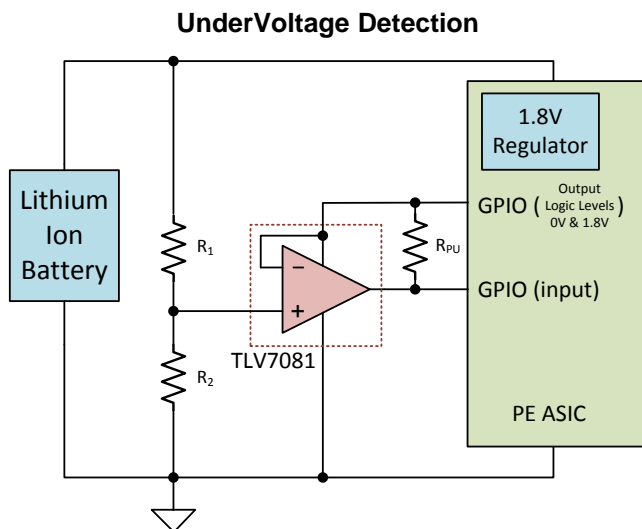 UnderVoltage Detection
1.8V
Regulator
Lithium
Ion
Battery
R1
R2
−
+
TLV7081
RPU
GPIO ( Output
Logic Levels
0V & 1.8V )
GPIO (input)
PE ASIC